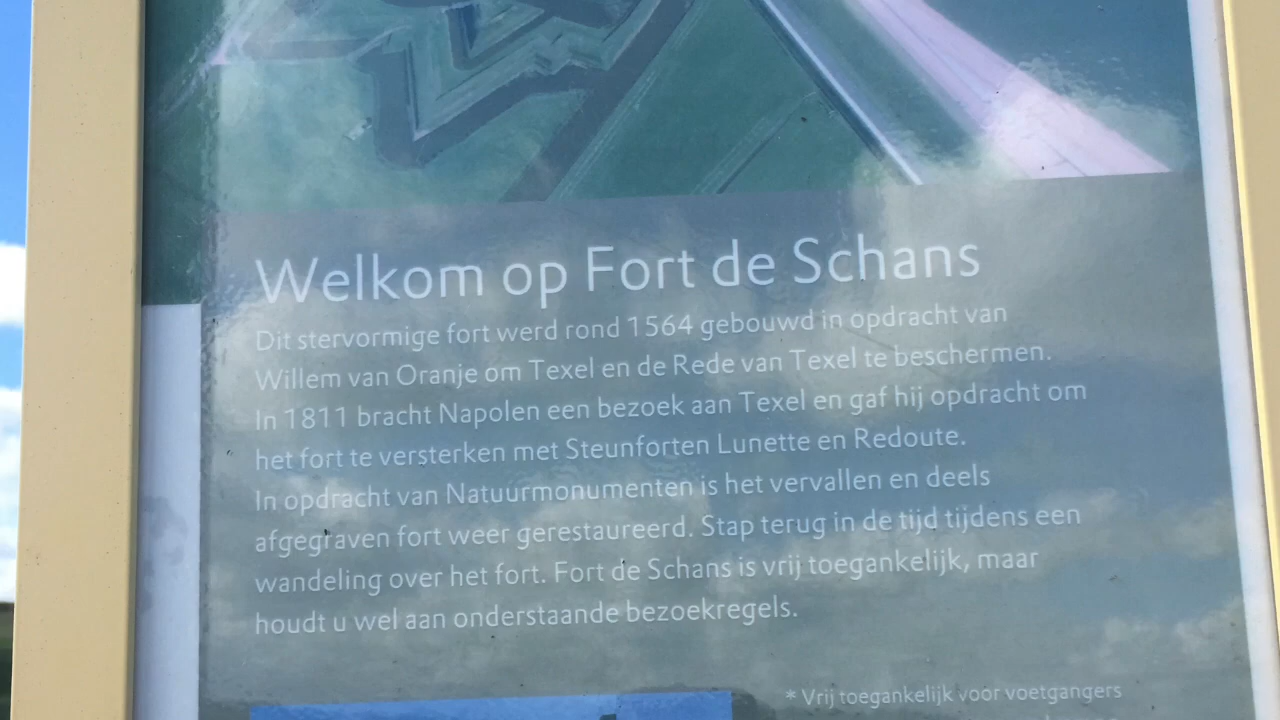 Welkom op Fort de Schans
Dit stervormige fort werd rond 1564 gebouwd in opdracht van
Willem van Oranje om Texel en de Rede van Texel te beschermen.
In 1811 bracht Napolen een bezoek aan Texel en gaf hij opdracht om
het fort te versterken met Steunforten Lunette en Redoute.
In opdracht van Natuurmonumenten is het vervallen en deels
afgegraven fort weer gerestaureerd. Stap terug in de tijd tijdens een
wandeling over het fort. Fort de Schans is vrij toegankelijk, maar
houdt u wel aan onderstaande bezoekregels.
* Vrij toegankelijk voor voetgangers